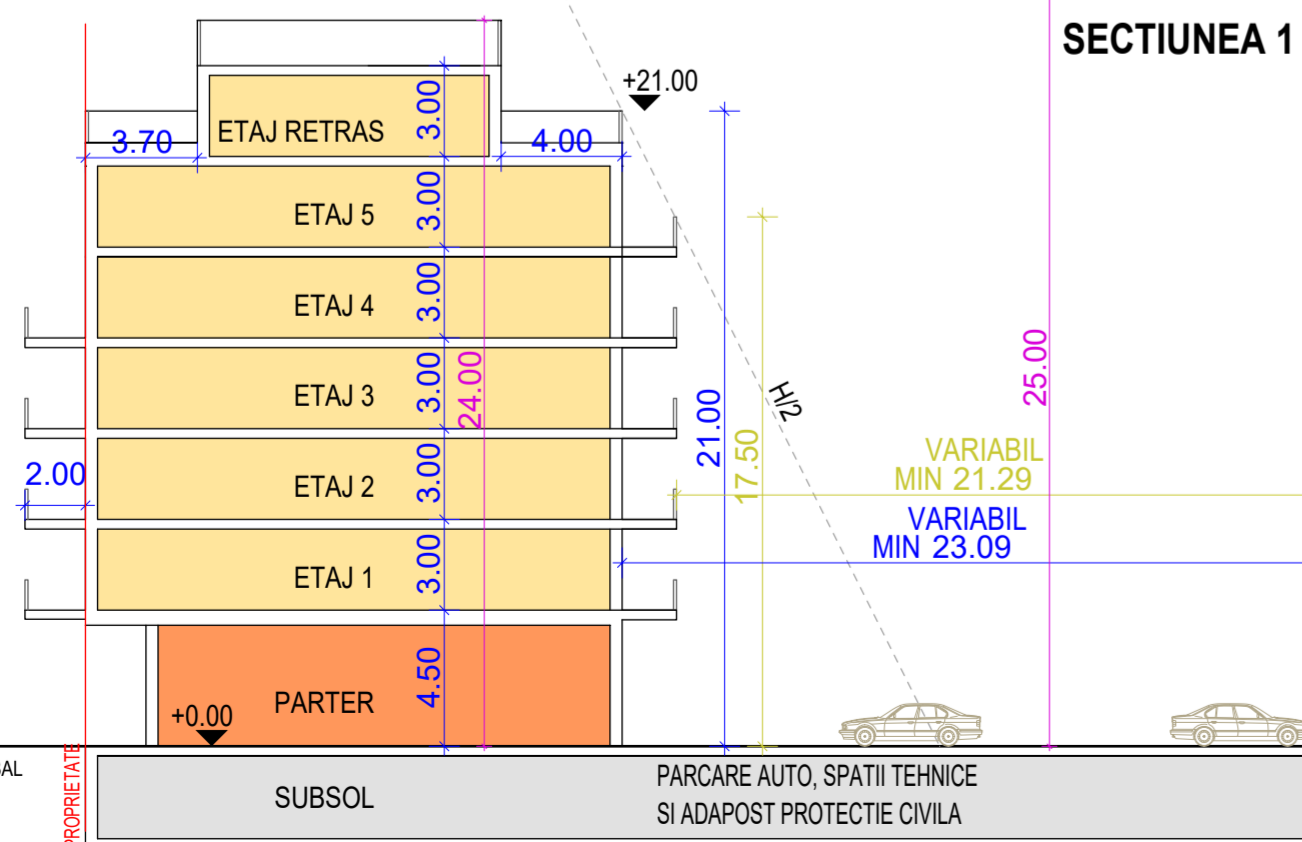 SECTIUNEA 1
+21.00
3.00
ETAJ RETRAS
3.70
4.00
ETAJ 5
3.00
ETAJ 4
3.00
ETAJ 3
3.00
24.00
25.00
H/2
21.00
17.50
VARIABIL
MIN 21.29
2.00
ETAJ 2
3.00
VARIABIL
MIN 23.09
ETAJ 1
3.00
4.50
PARTER
+0.00
PROPRIETATE
SUBSOL
PARCARE AUTO, SPATII TEHNICE
SI ADAPOST PROTECTIE CIVILA